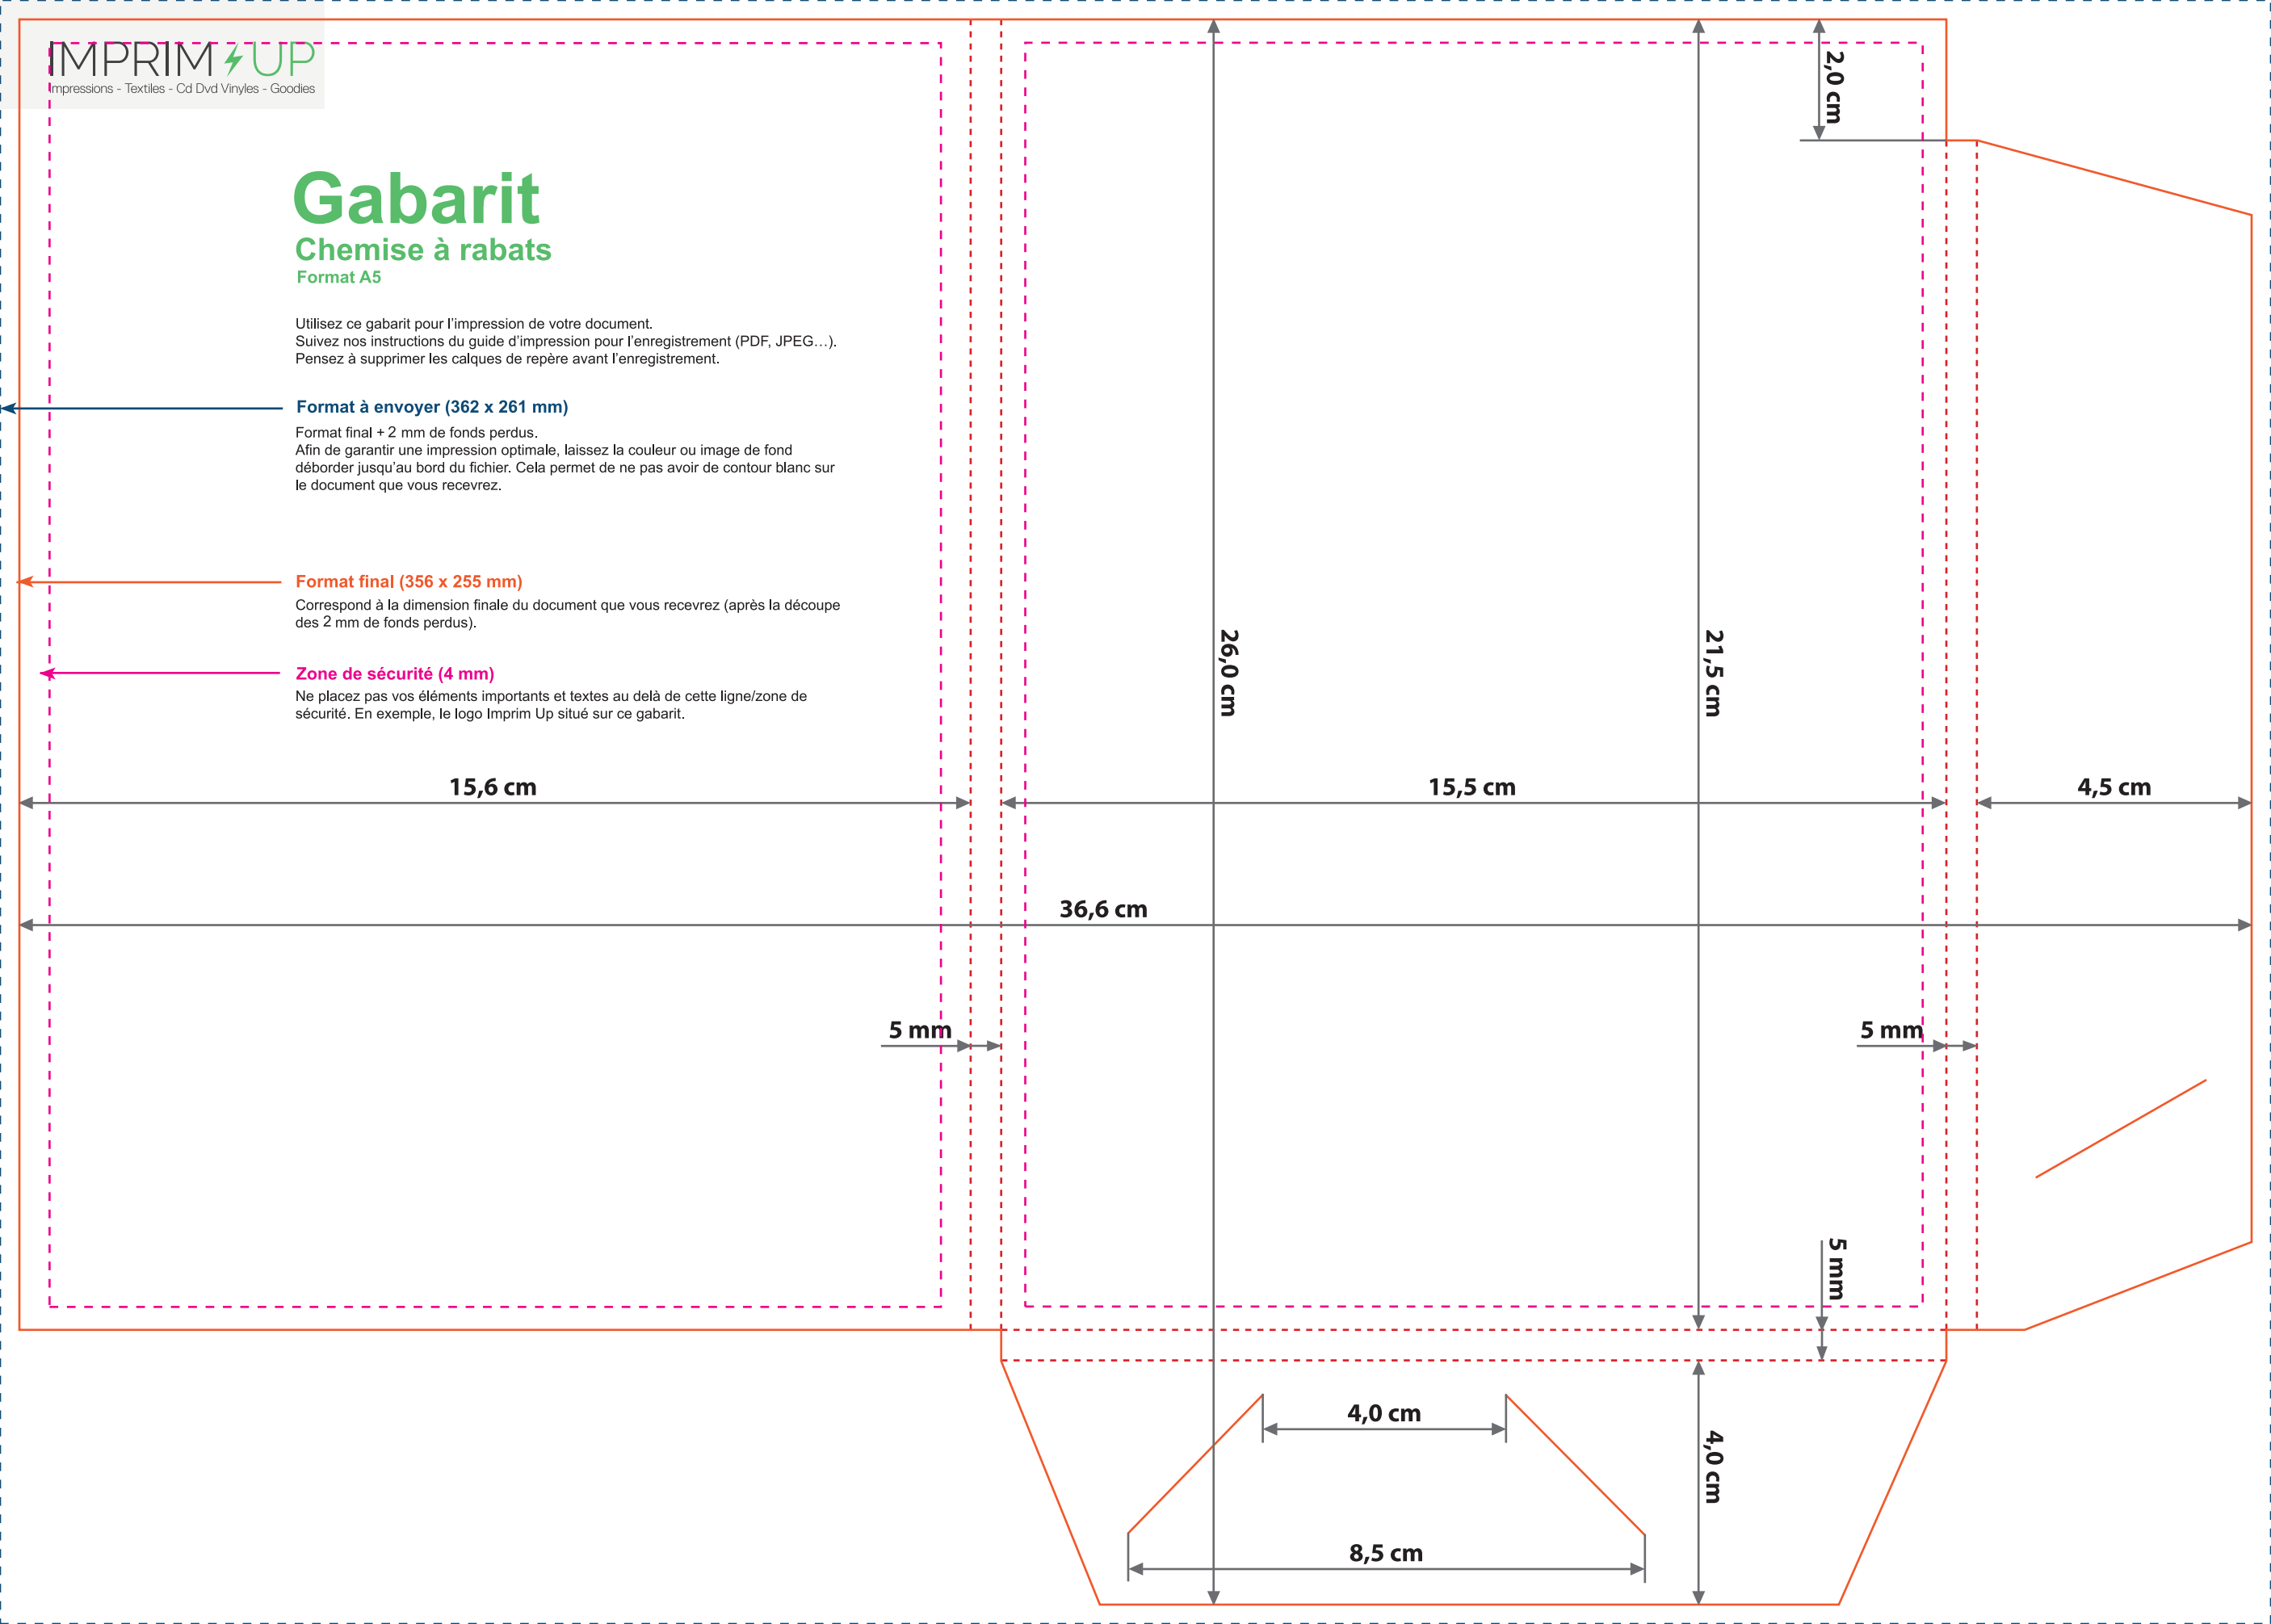 IMPRIM UP
Impressions - Textiles - Cd Dvd Vinyles - Goodies
Gabarit
Chemise à rabats
Format A5
Utilisez ce gabarit pour l'impression de votre document.
Suivez nos instructions du guide d'impression pour l'enregistrement (PDF, JPEG…).
Pensez à supprimer les calques de repère avant l'enregistrement.
Format à envoyer (362 x 261 mm)
Format final + 2 mm de fonds perdus.
Afin de garantir une impression optimale, laissez la couleur ou image de fond
déborder jusqu'au bord du fichier. Cela permet de ne pas avoir de contour blanc sur
le document que vous recevrez.
Format final (356 x 255 mm)
Correspond à la dimension finale du document que vous recevrez (après la découpe
des 2 mm de fonds perdus).
Zone de sécurité (4 mm)
Ne placez pas vos éléments importants et textes au delà de cette ligne/zone de
sécurité. En exemple, le logo Imprim Up situé sur ce gabarit.
2,0 cm
26,0 cm
21,5 cm
15,6 cm
15,5 cm
4,5 cm
36,6 cm
5 mm
5 mm
5 mm
4,0 cm
4,0 cm
8,5 cm